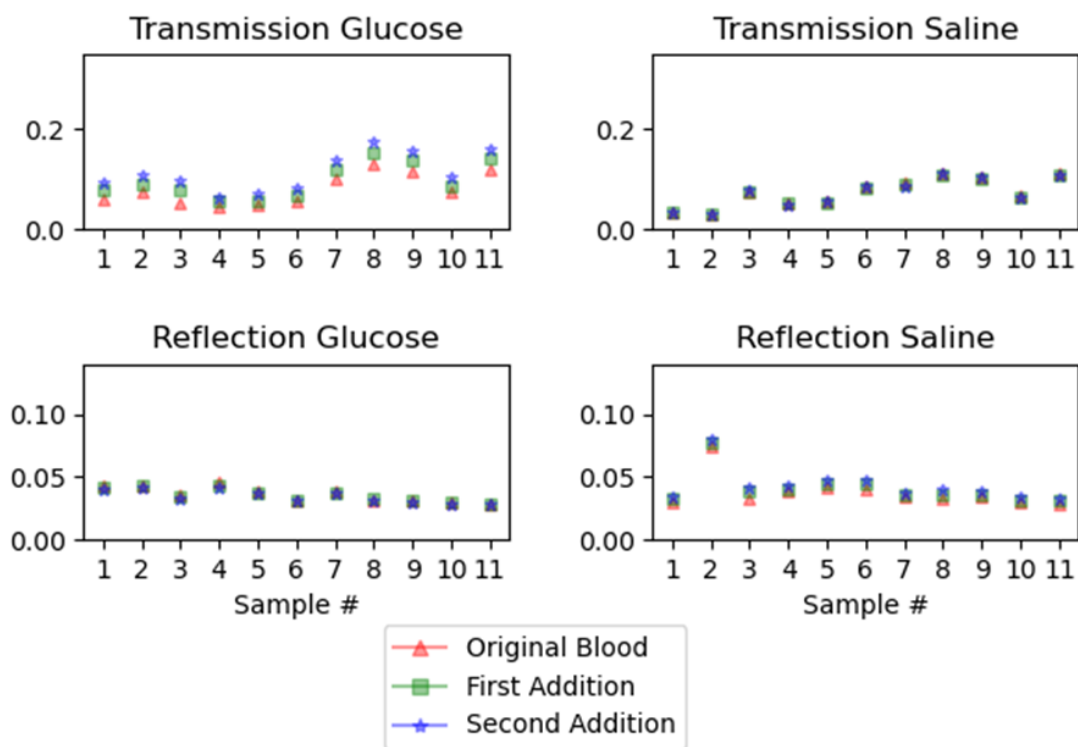 Transmission Glucose
0.2
0.0
1 2 3 4 5 6 7 8 9 10 11
Transmission Saline
0.2
0.0
1 2 3 4 5 6 7 8 9 10 11
Reflection Glucose
0.10
0.05
0.00
1 2 3 4 5 6 7 8 9 10 11
Sample #
Reflection Saline
0.10
0.05
0.00
1 2 3 4 5 6 7 8 9 10 11
Sample #
Original Blood
First Addition
Second Addition